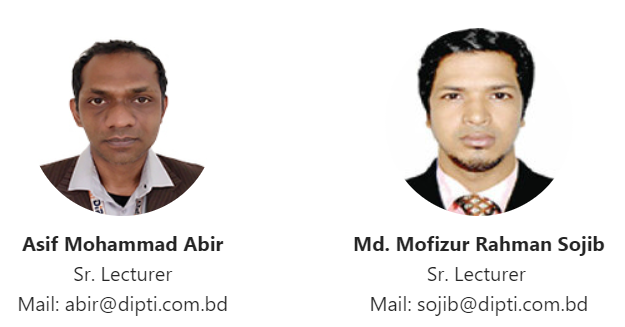 Asif Mohammad Abir
Sr. Lecturer
Mail: abir@dipti.com.bd
Md. Mofizur Rahman Sojib
Sr. Lecturer
Mail: sojib@dipti.com.bd